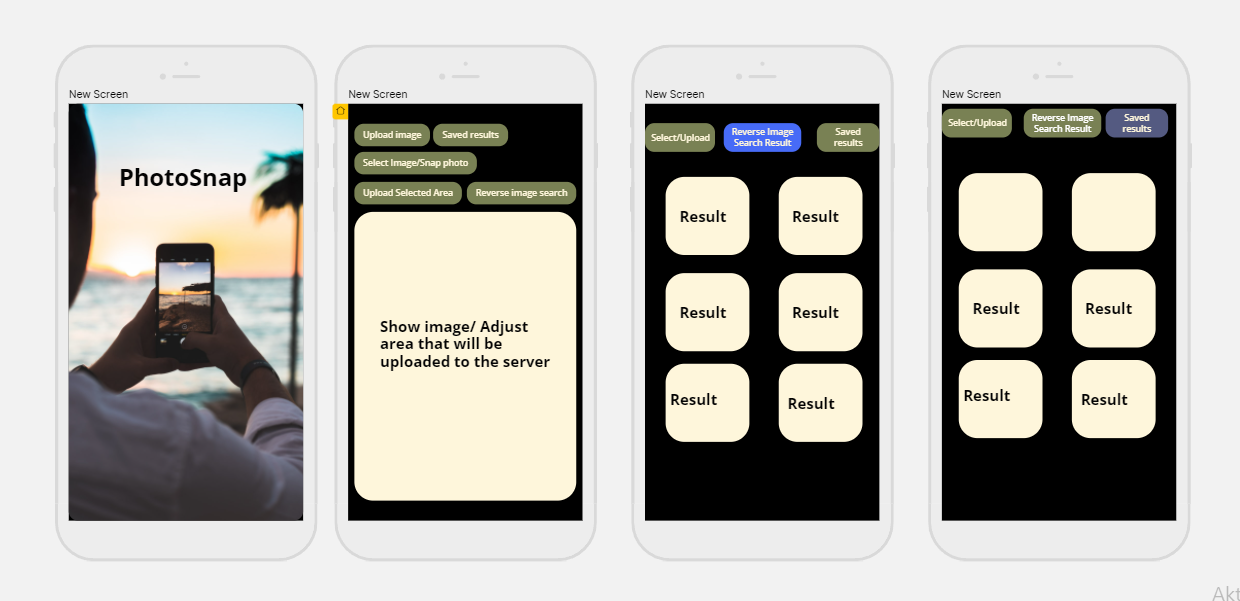 New Screen
PhotoSnap
New Screen
Upload image
Saved results
Select Image/Snap photo
Upload Selected Area
Reverse image search
Show image/ Adjust
area that will be
uploaded to the server
New Screen
Select/Upload
Reverse Image
Search Result
Saved
results
Result
Result
Result
Result
Result
Result
New Screen
Select/Upload
Reverse Image
Search Result
Saved
results
Result
Result
Result
Result
Akt